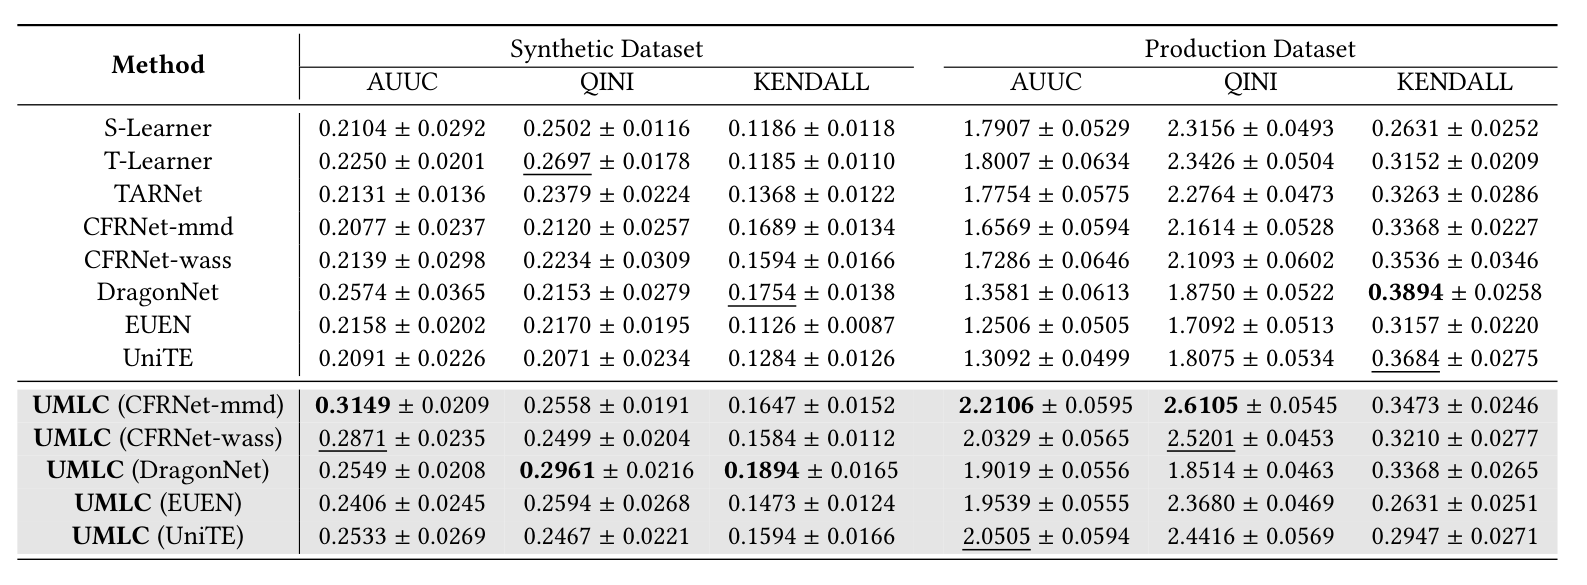 Method Synthetic Dataset Production Dataset
AUUC QINI KENDALL AUUC QINI KENDALL
S-Learner 0.2104 ± 0.0292 0.2502 ± 0.0116 0.1186 ± 0.0118 1.7907 ± 0.0529 2.3156 ± 0.0493 0.2631 ± 0.0252
T-Learner 0.2250 ± 0.0201 0.2697 ± 0.0178 0.1185 ± 0.0110 1.8007 ± 0.0634 2.3426 ± 0.0504 0.3152 ± 0.0209
TARNet 0.2131 ± 0.0136 0.2379 ± 0.0224 0.1368 ± 0.0122 1.7754 ± 0.0575 2.2764 ± 0.0473 0.3263 ± 0.0286
CFRNet-mmd 0.2077 ± 0.0237 0.2120 ± 0.0257 0.1689 ± 0.0134 1.6569 ± 0.0594 2.1614 ± 0.0528 0.3368 ± 0.0227
CFRNet-wass 0.2139 ± 0.0298 0.2234 ± 0.0309 0.1594 ± 0.0166 1.7286 ± 0.0646 2.1093 ± 0.0602 0.3536 ± 0.0346
DragonNet 0.2574 ± 0.0365 0.2153 ± 0.0279 0.1754 ± 0.0138 1.3581 ± 0.0613 1.8750 ± 0.0522 0.3894 ± 0.0258
EUEN 0.2158 ± 0.0202 0.2170 ± 0.0195 0.1126 ± 0.0087 1.2506 ± 0.0505 1.7092 ± 0.0513 0.3157 ± 0.0220
UniTE 0.2091 ± 0.0226 0.2071 ± 0.0234 0.1284 ± 0.0126 1.3092 ± 0.0499 1.8075 ± 0.0534 0.3684 ± 0.0275
UMLC (CFRNet-mmd) 0.3149 ± 0.0209 0.2558 ± 0.0191 0.1647 ± 0.0152 2.2106 ± 0.0595 2.6105 ± 0.0545 0.3473 ± 0.0246
UMLC (CFRNet-wass) 0.2871 ± 0.0235 0.2499 ± 0.0204 0.1584 ± 0.0112 2.0329 ± 0.0565 2.5201 ± 0.0453 0.3210 ± 0.0277
UMLC (DragonNet) 0.2549 ± 0.0208 0.2961 ± 0.0216 0.1894 ± 0.0165 1.9019 ± 0.0556 1.8514 ± 0.0463 0.3368 ± 0.0265
UMLC (EUEN) 0.2406 ± 0.0245 0.2594 ± 0.0268 0.1473 ± 0.0124 1.9539 ± 0.0555 2.3680 ± 0.0469 0.2631 ± 0.0251
UMLC (UniTE) 0.2533 ± 0.0269 0.2467 ± 0.0221 0.1594 ± 0.0166 2.0505 ± 0.0594 2.4416 ± 0.0569 0.2947 ± 0.0271